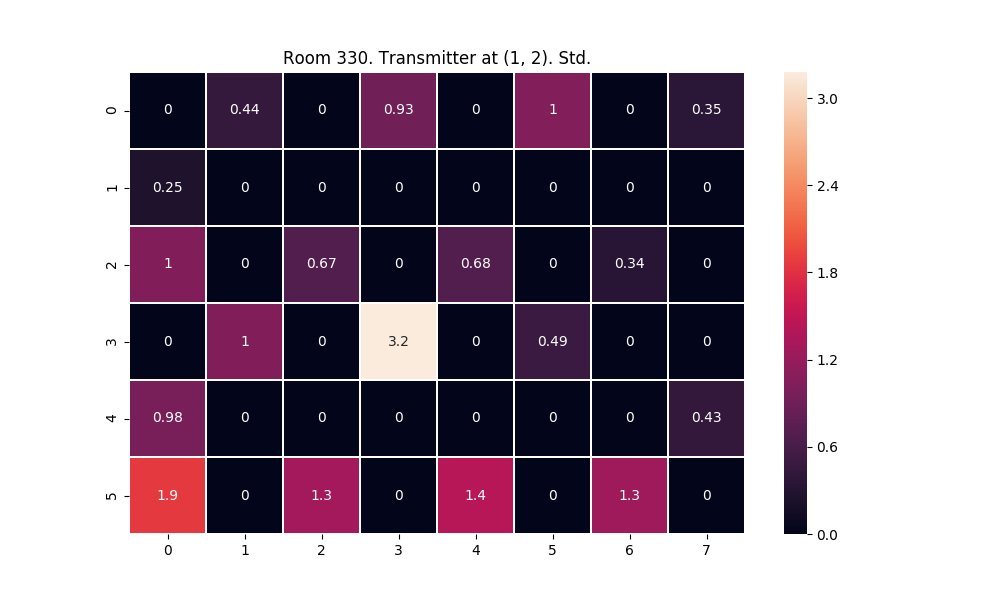 Room 330. Transmitter at (1, 2). Std.
0 0 0.44 0 0.93 0 1 0 0.35
1 0.25 0 0 0 0 0 0 0
2 1 0 0.67 0 0.68 0 0.34 0
3 0 1 0 3.2 0 0.49 0 0
4 0.98 0 0 0 0 0 0 0.43
5 1.9 0 1.3 0 1.4 0 1.3 0
0 1 2 3 4 5 6 7
3.0
2.4
1.8
1.2
0.6
0.0